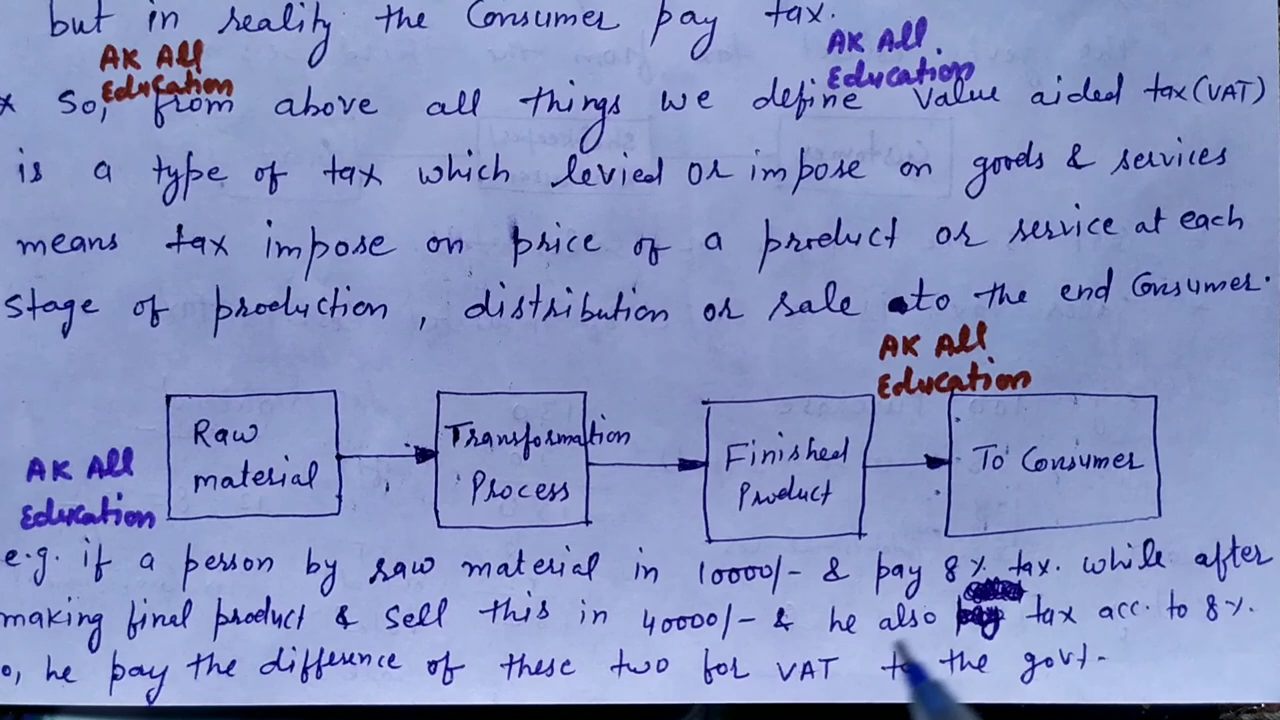 but in reality the Consumer pay tax.
AK All
Education
AK All.
Education
* So, from above all things we define value aided tax (VAT)
is a type of tax which levied or impose on goods & services
means tax impose on price of a product or service at each
stage of production, distribution or sale to the end Consumer.
AK All
Education
Raw
material
Transformation
Process
Finished
Product
To Consumer
AK All
Education
e.g. if a person by raw material in 10000/- & pay 8% tax. while after
making final product & sell this in 40000/- & he also tax acc. to 8%.
o, he pay the difference of these two for VAT to the govt.